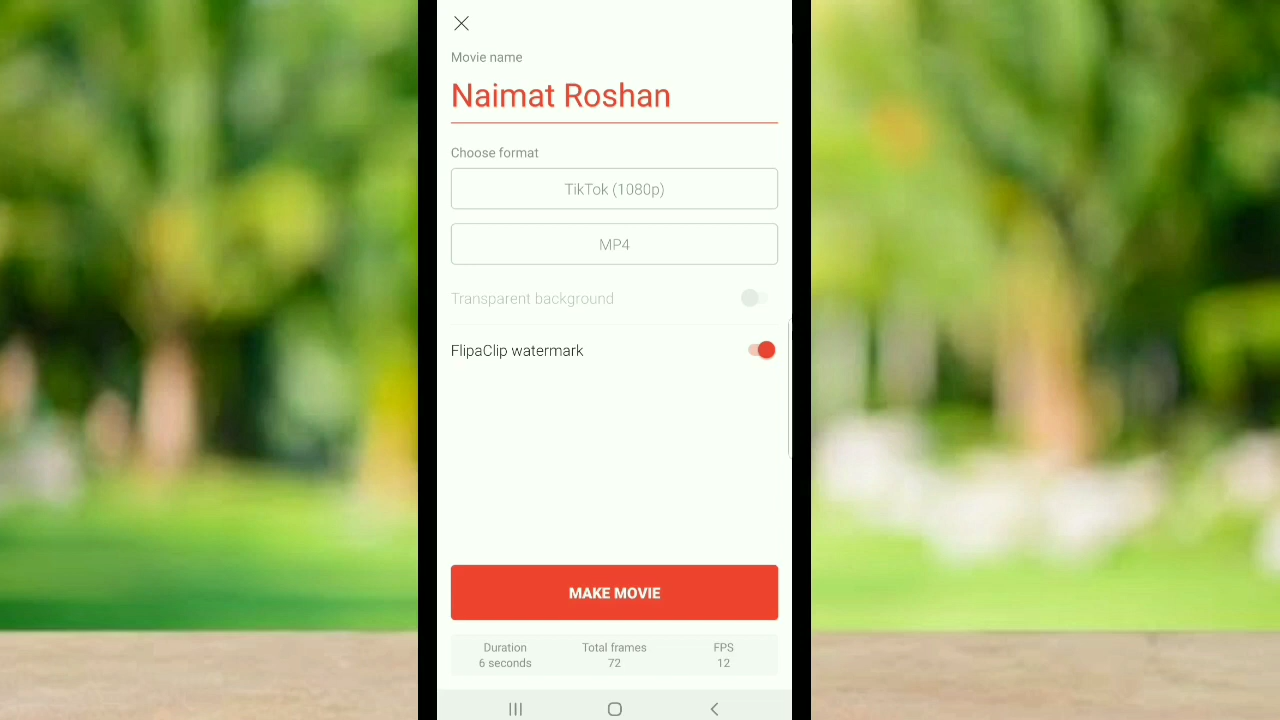 Movie name
Naimat Roshan
Choose format
TikTok (1080p)
MP4
Transparent background
FlipaClip watermark
MAKE MOVIE
Duration Total frames FPS
6 seconds 72 12